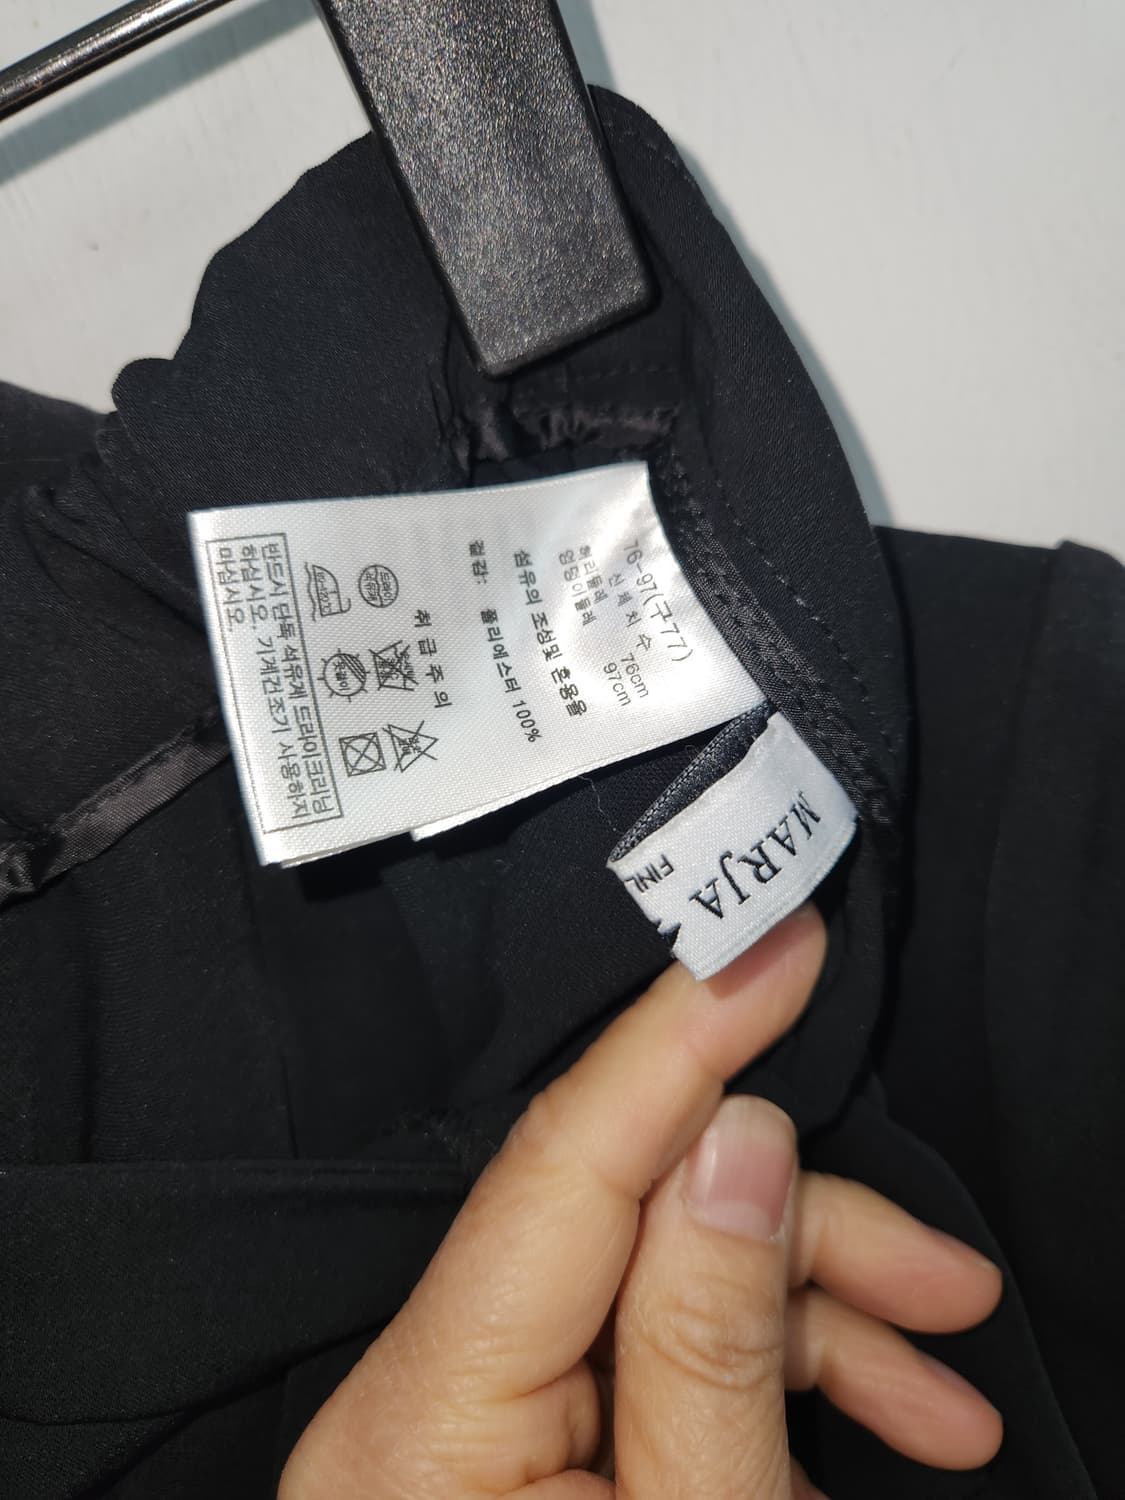 76-97(구77)
신체치수
허리둘레 76cm
엉덩이둘레 97cm
섬유의 조성및 혼용율
겉감: 폴리에스터 100%
취급주의
반드시 단독 석유계 드라이크리닝
하십시오. 기계건조기 사용하지
마십시오.
MARJA
FINL